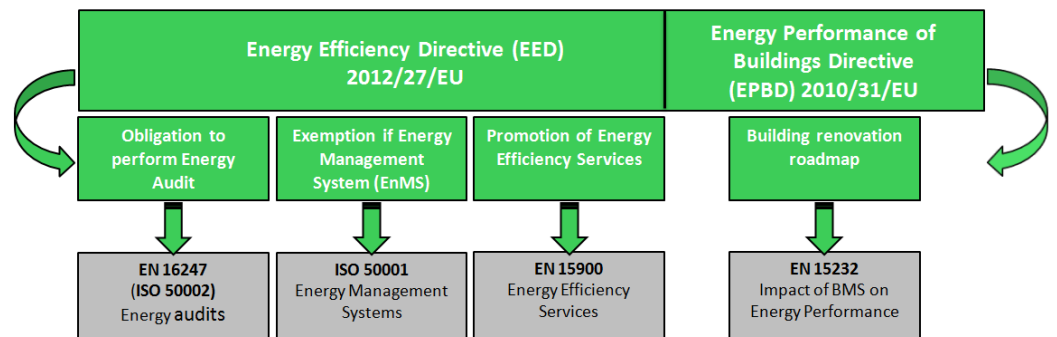 Energy Efficiency Directive (EED)
2012/27/EU
Energy Performance of
Buildings Directive
(EPBD) 2010/31/EU
Obligation to
perform Energy
Audit
Exemption if Energy
Management
System (EnMS)
Promotion of Energy
Efficiency Services
Building renovation
roadmap
EN 16247
(ISO 50002)
Energy audits
ISO 50001
Energy Management
Systems
EN 15900
Energy Efficiency
Services
EN 15232
Impact of BMS on
Energy Performance